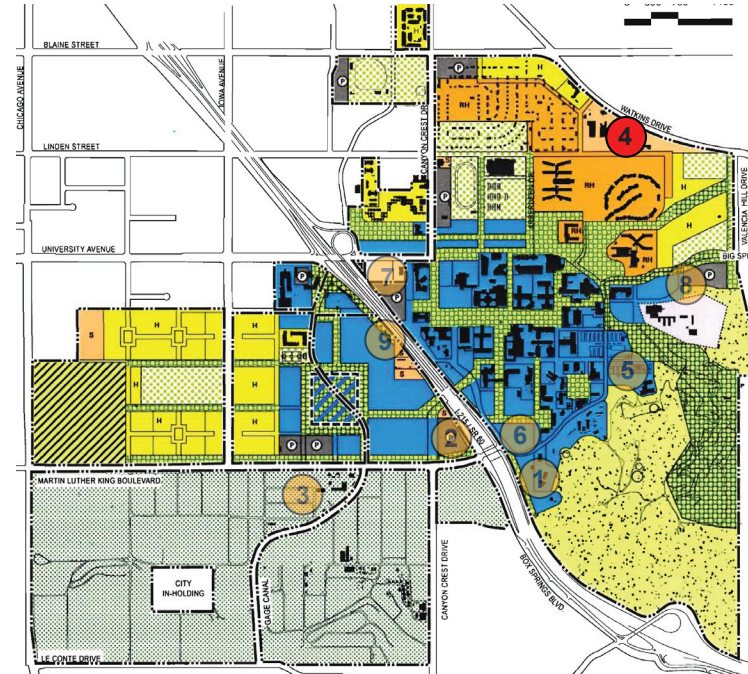 BLAINE STREET
CHICAGO AVENUE
IOWA AVENUE
CANYON CREST DR
H
P
P
H
RH
WATKINS DRIVE
4
LINDEN STREET
S
P
H
RH
RH
H
VALENCIA HILL DRIVE
H
RH
H
RH
UNIVERSITY AVENUE
BIG SPR
7
P
P
8
P
9
S
H
H
S
S
5
H
H
H
I-215 / SR 60
S
2
6
P
P
1
MARTIN LUTHER KING BOULEVARD
3
CITY
IN-HOLDING
GAGE CANAL
CANYON CREST DRIVE
BOX SPRINGS BLVD.
LE CONTE DRIVE